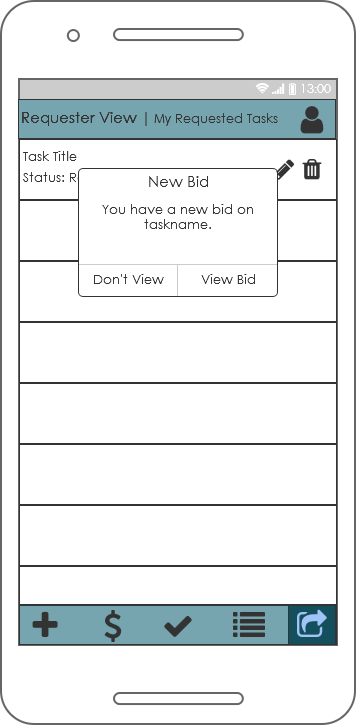 13:00
Requester View | My Requested Tasks
Task Title
Status: R
New Bid
You have a new bid on
taskname.
Don't View
View Bid